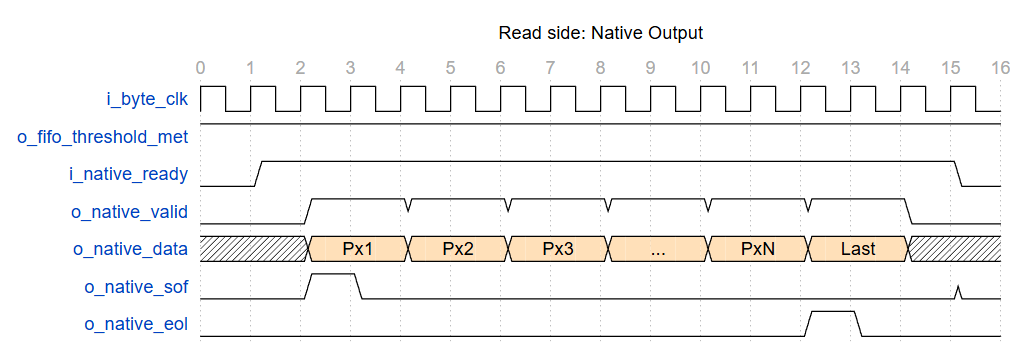 Read side: Native Output
0 1 2 3 4 5 6 7 8 9 10 11 12 13 14 15 16
i_byte_clk
o_fifo_threshold_met
i_native_ready
o_native_valid
o_native_data Px1 Px2 Px3 ... PxN Last
o_native_sof
o_native_eol